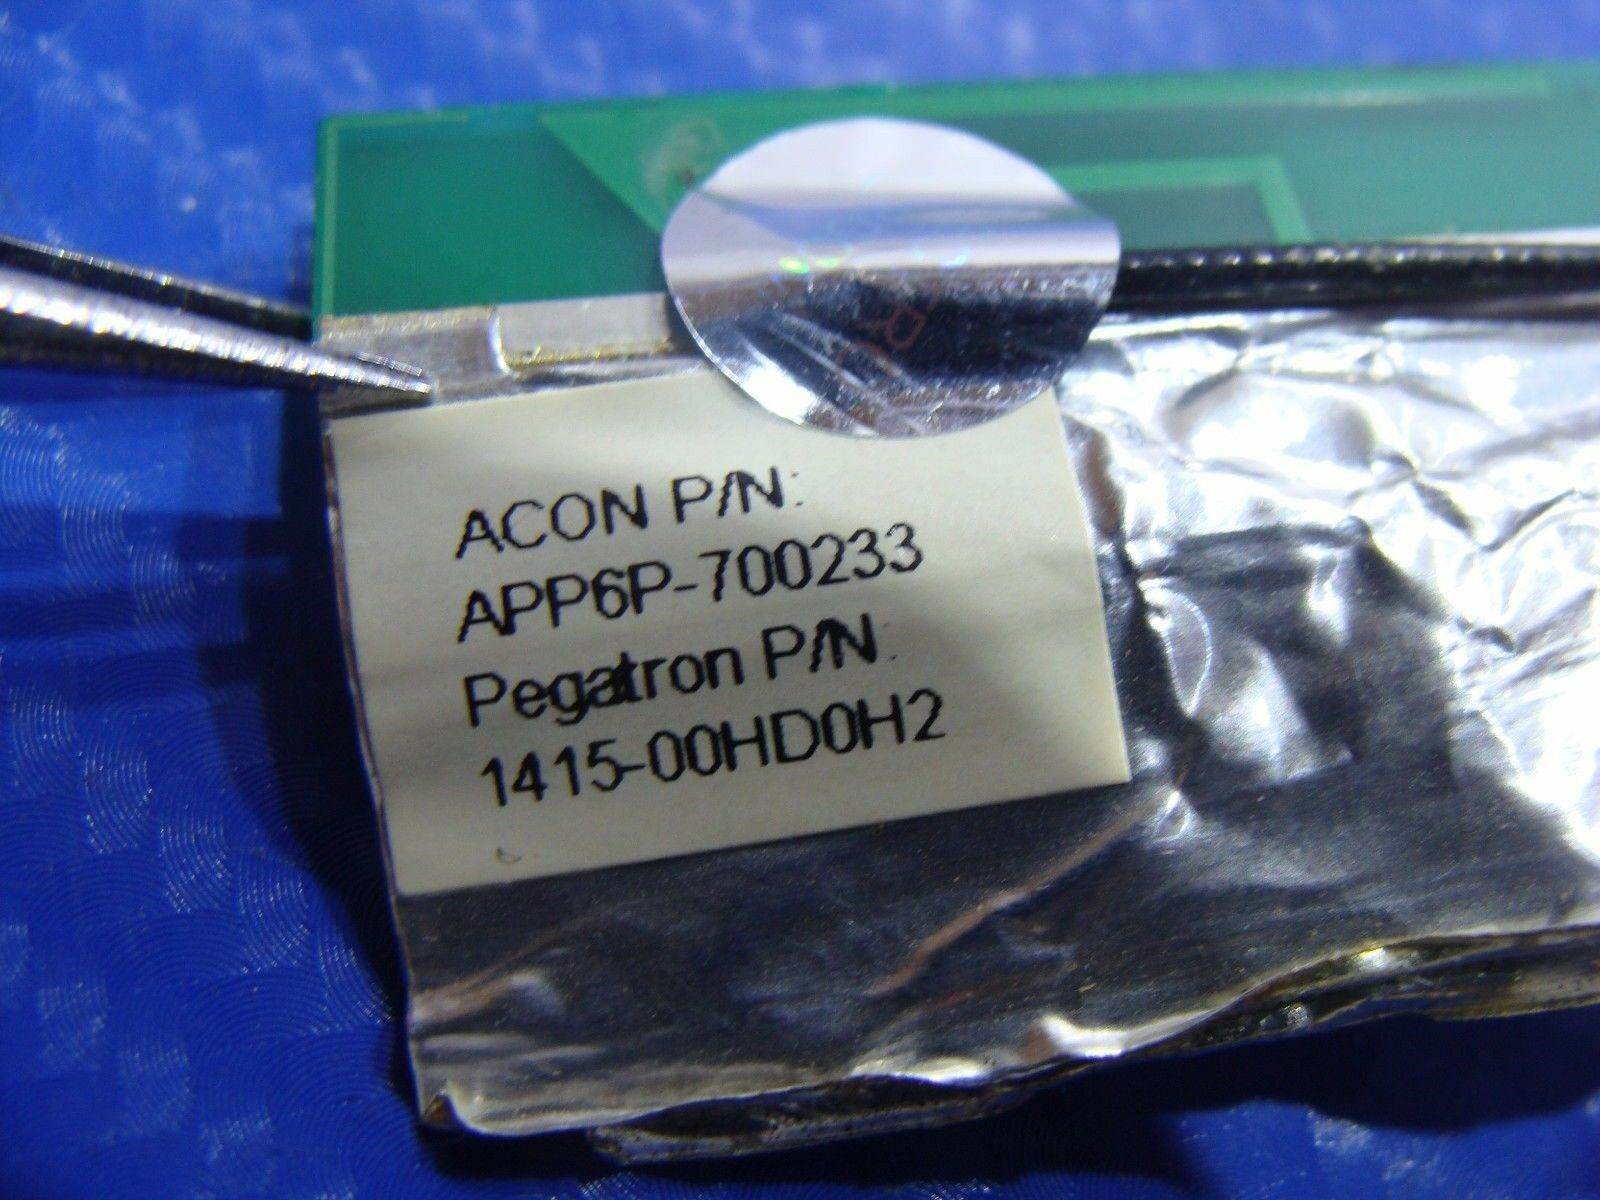 ACON P/N:
APP6P-700233
Pegatron P/N:
1415-00HD0H2